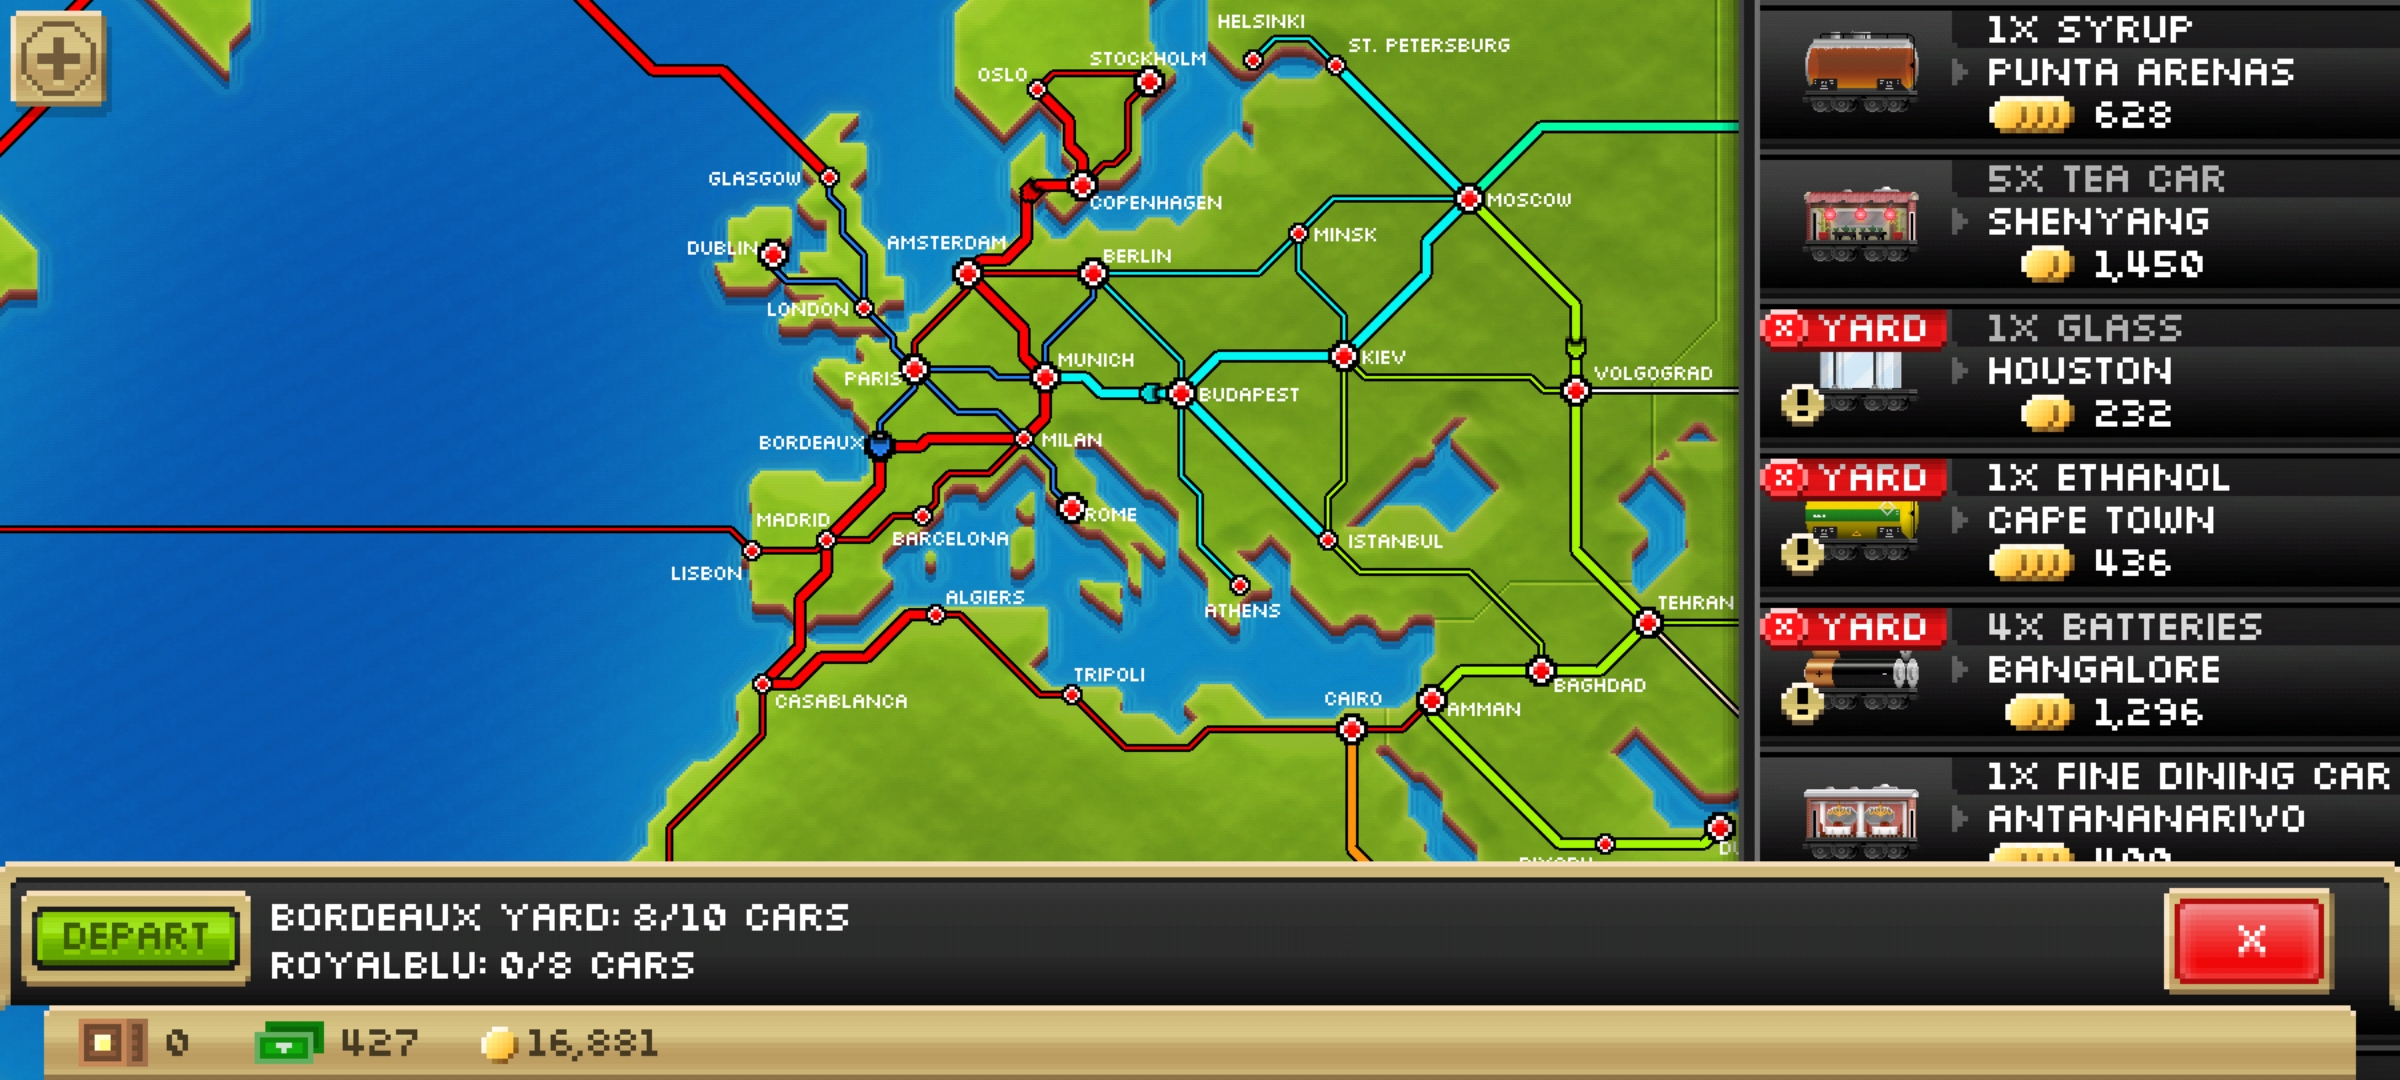 HELSINKI
ST. PETERSBURG
STOCKHOLM
OSLO
GLASGOW
MOSCOW
COPENHAGEN
MINSK
DUBLIN
AMSTERDAM
BERLIN
LONDON
MUNICH
KIEV
VOLGOGRAD
PARIS
BUDAPEST
BORDEAUX
MILAN
MADRID
ROME
BARCELONA
ISTANBUL
LISBON
ALGIERS
ATHENS
TEHRAN
TRIPOLI
BAGHDAD
CASABLANCA
CAIRO
AMMAN
1X SYRUP
PUNTA ARENAS
628
5X TEA CAR
SHENYANG
1,450
YARD
1X GLASS
HOUSTON
232
YARD
1X ETHANOL
CAPE TOWN
436
YARD
4X BATTERIES
BANGALORE
1,296
1X FINE DINING CAR
ANTANANARIVO
DEPART
BORDEAUX YARD: 8/10 CARS
ROYALBLU: 0/8 CARS
X
0
427
16,881